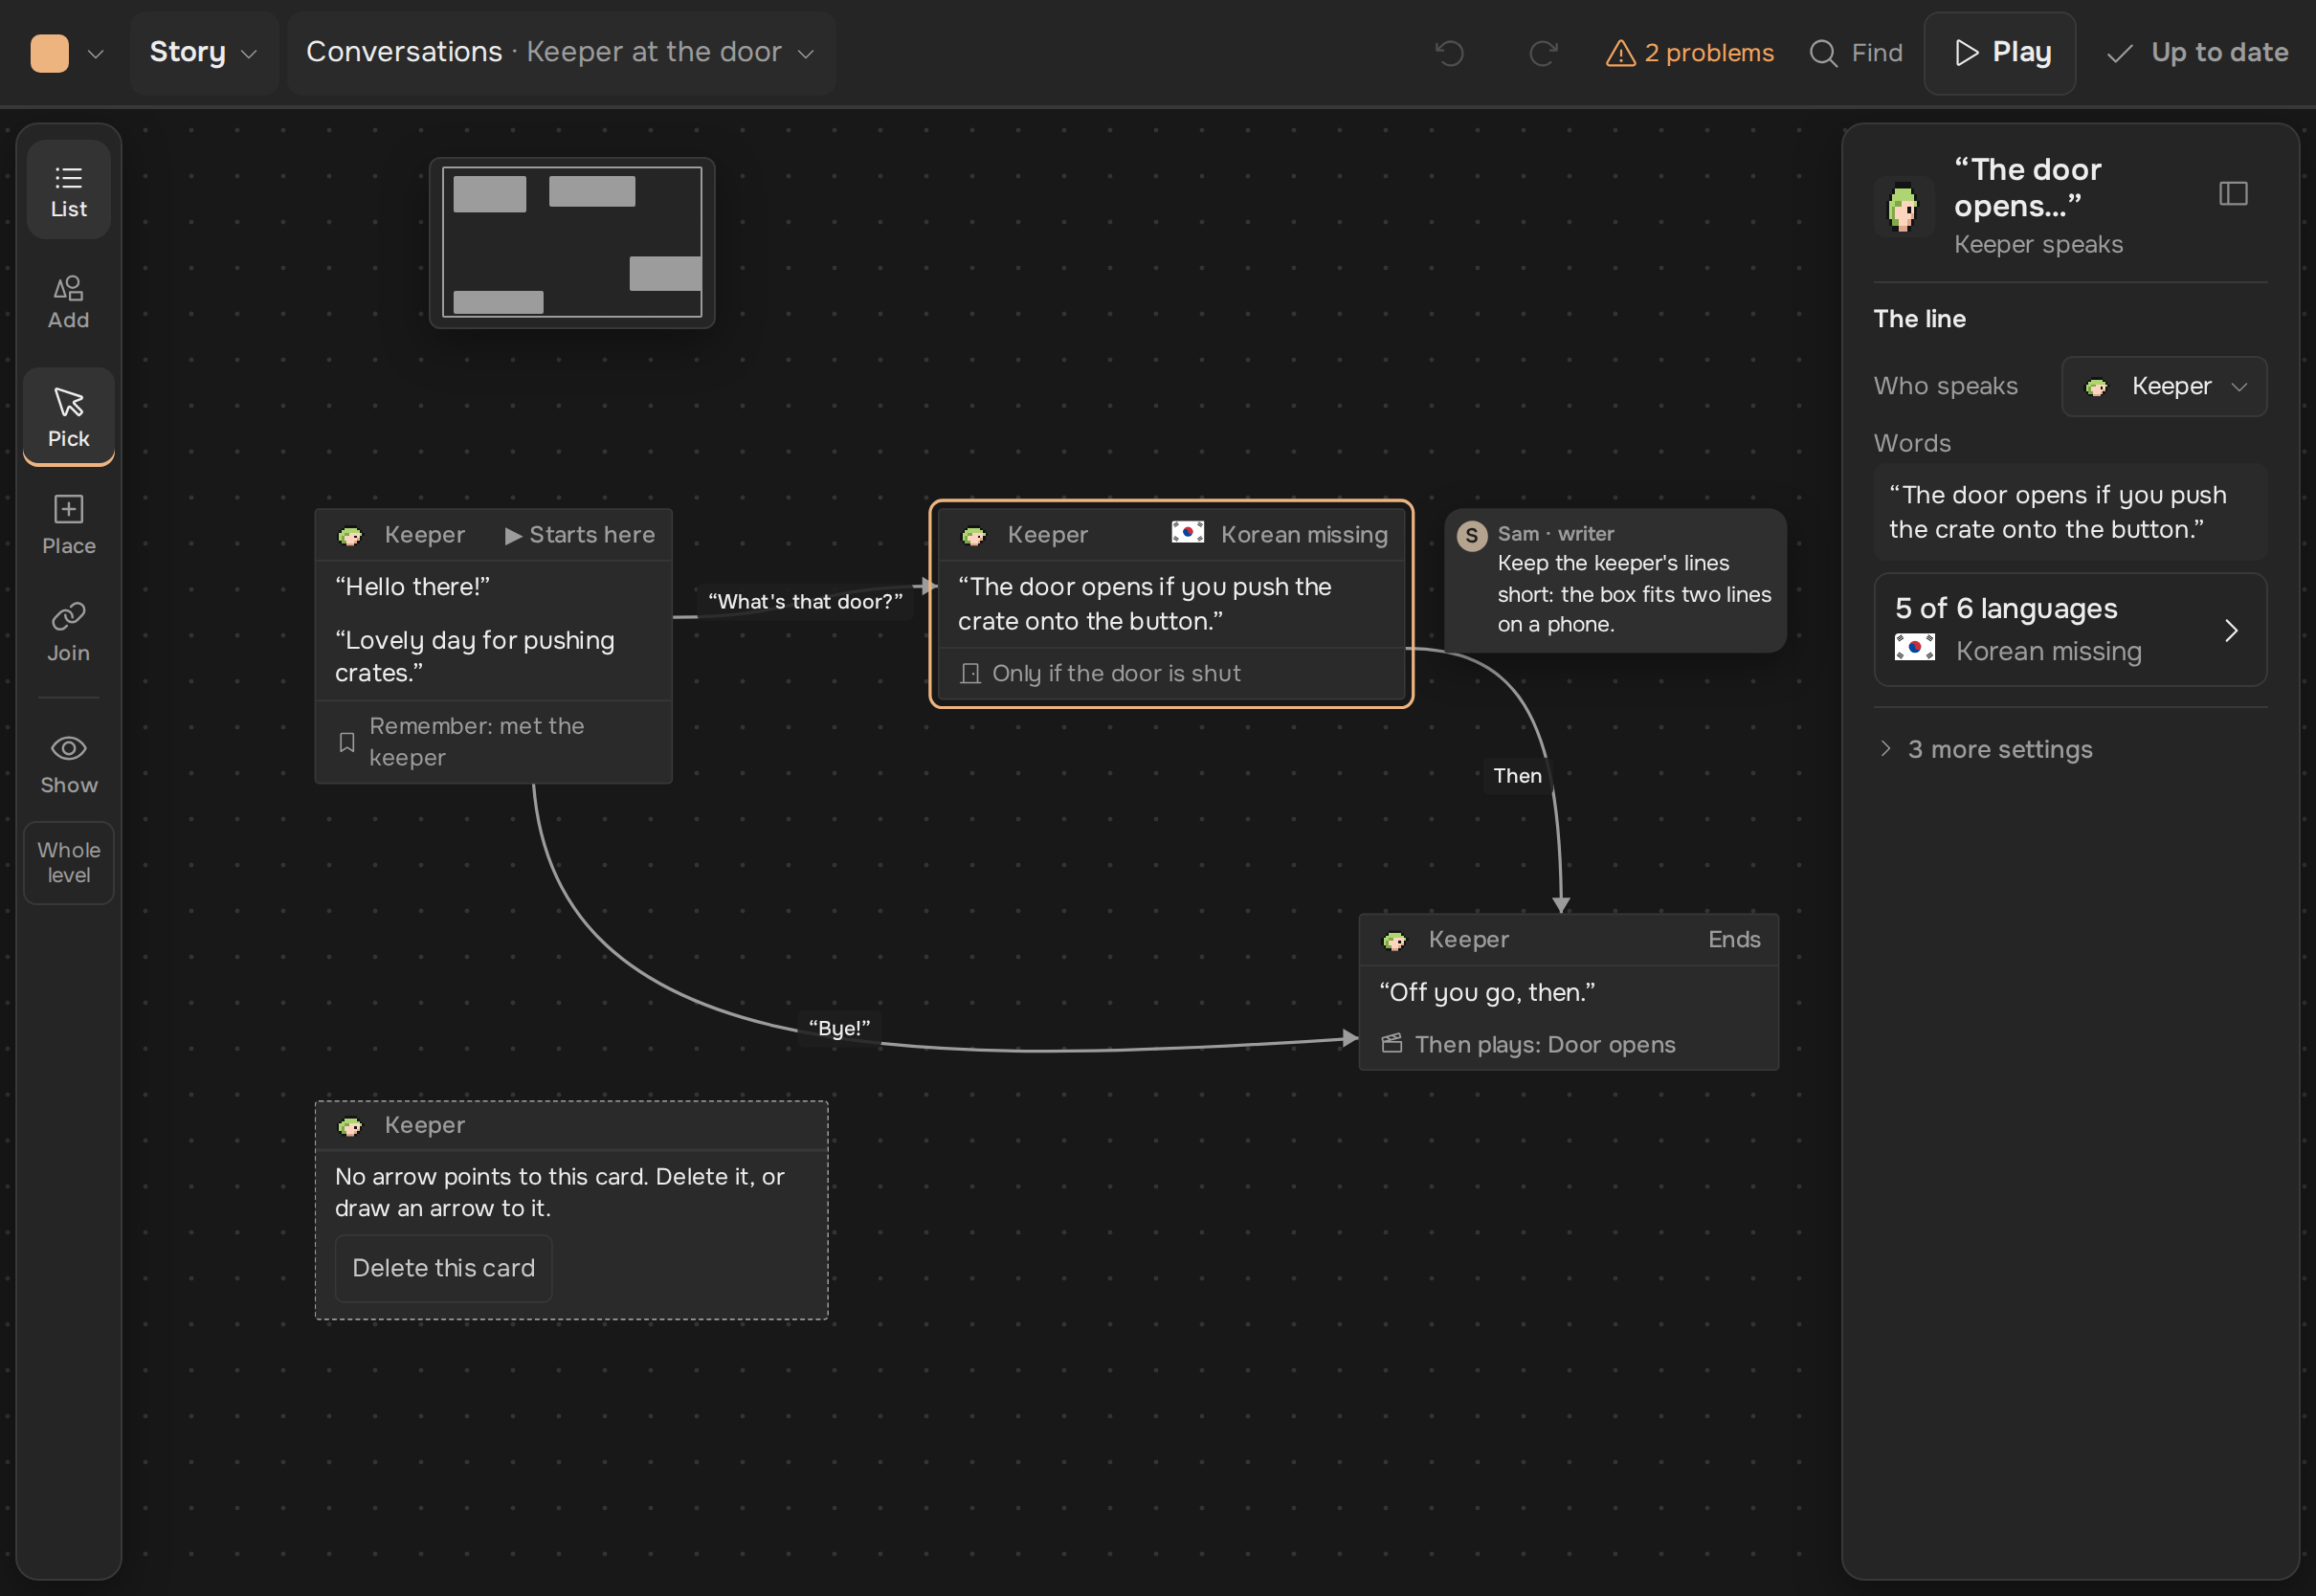 Story
Conversations · Keeper at the door
2 problems
Find
Play
Up to date
List
Add
Pick
Place
Join
Show
Whole
level
Keeper
▶ Starts here
“Hello there!”
“Lovely day for pushing
crates.”
Remember: met the
keeper
“What's that door?”
Keeper
Korean missing
“The door opens if you push the
crate onto the button.”
Only if the door is shut
S
Sam · writer
Keep the keeper's lines
short: the box fits two lines
on a phone.
Then
“Bye!”
Keeper
Ends
“Off you go, then.”
Then plays: Door opens
Keeper
No arrow points to this card. Delete it, or
draw an arrow to it.
Delete this card
“The door
opens…”
Keeper speaks
The line
Who speaks
Keeper
Words
“The door opens if you push
the crate onto the button.”
5 of 6 languages
Korean missing
3 more settings